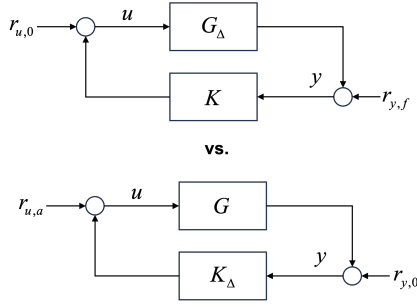 u
r_{u,0}
G_Δ
y
K
r_{y,f}
vs.
u
r_{u,a}
G
y
K_Δ
r_{y,0}